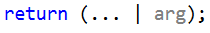 return (... | arg);